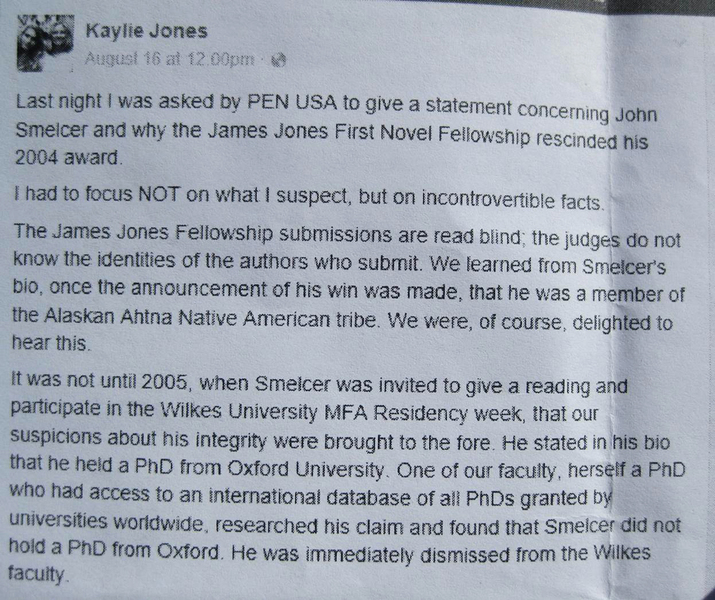 Kaylie Jones
August 16 at 12.00pm ·
Last night I was asked by PEN USA to give a statement concerning John
Smelcer and why the James Jones First Novel Fellowship rescinded his
2004 award.
I had to focus NOT on what I suspect, but on incontrovertible facts.
The James Jones Fellowship submissions are read blind; the judges do not
know the identities of the authors who submit. We learned from Smelcer's
bio, once the announcement of his win was made, that he was a member of
the Alaskan Ahtna Native American tribe. We were, of course, delighted to
hear this.
It was not until 2005, when Smelcer was invited to give a reading and
participate in the Wilkes University MFA Residency week, that our
suspicions about his integrity were brought to the fore. He stated in his bio
that he held a PhD from Oxford University. One of our faculty, herself a PhD
who had access to an international database of all PhDs granted by
universities worldwide, researched his claim and found that Smelcer did not
hold a PhD from Oxford. He was immediately dismissed from the Wilkes
faculty.